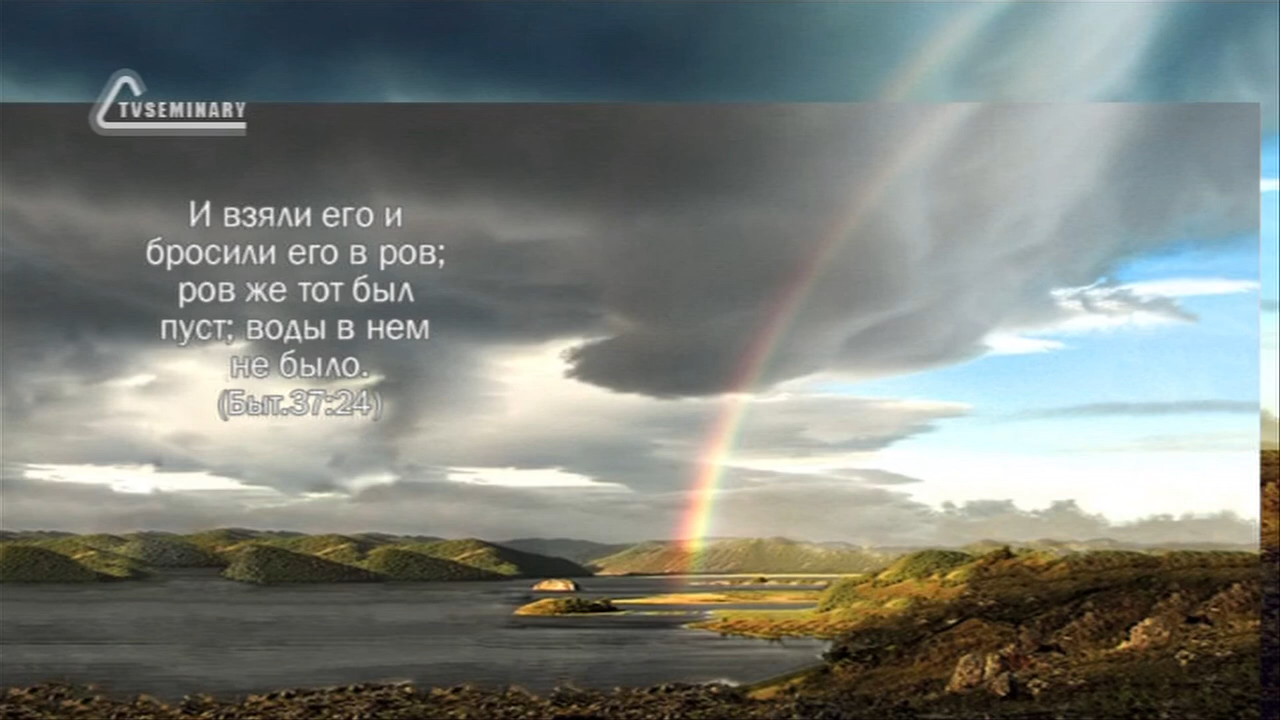 TVSEMINARY
И взяли его и
бросили его в ров;
ров же тот был
пуст; воды в нем
не было.
(Быт.37:24)